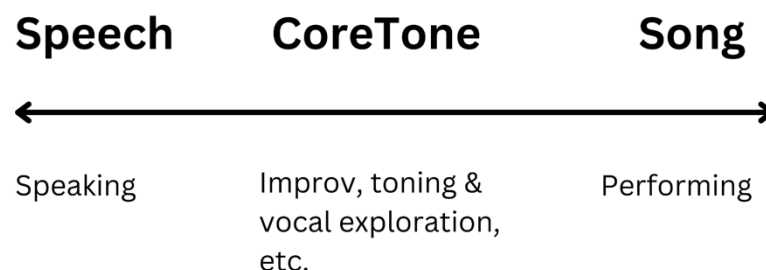 Speech CoreTone Song
Speaking
Improv, toning &
vocal exploration,
etc.
Performing